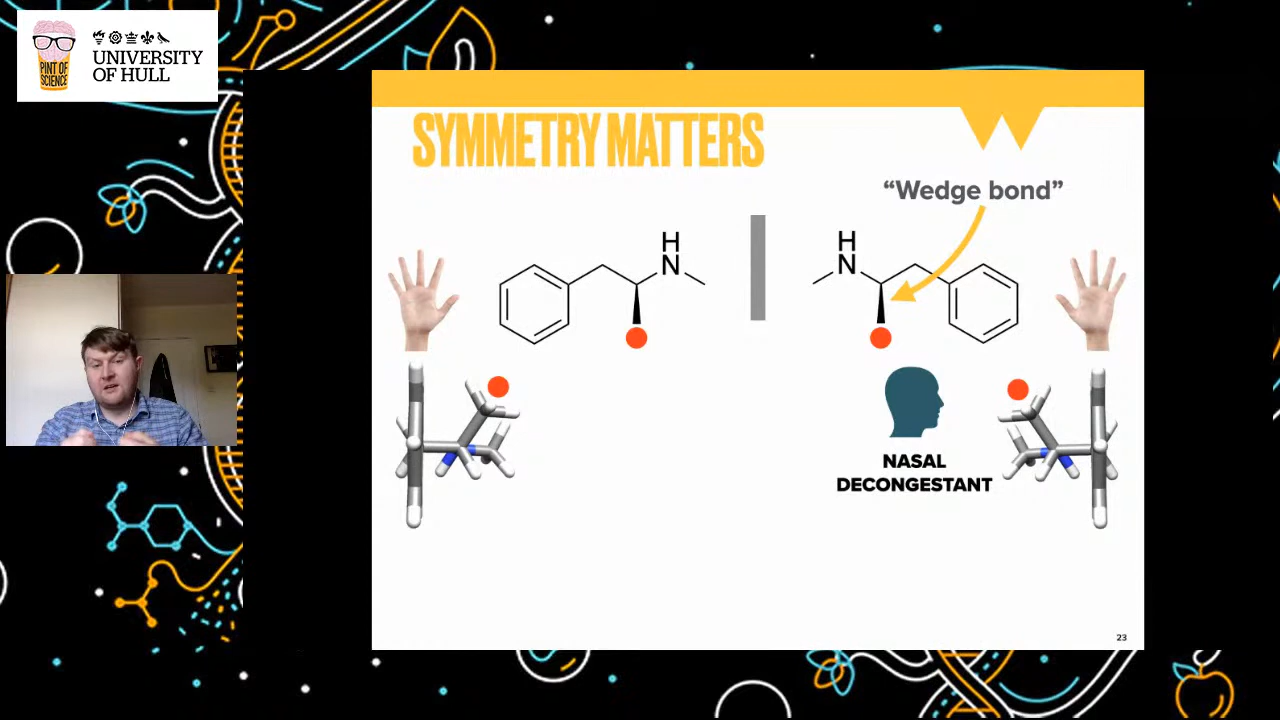 PINT OF
SCIENCE
UNIVERSITY
OF HULL
SYMMETRY MATTERS
“Wedge bond”
H
N
H
N
NASAL
DECONGESTANT
23